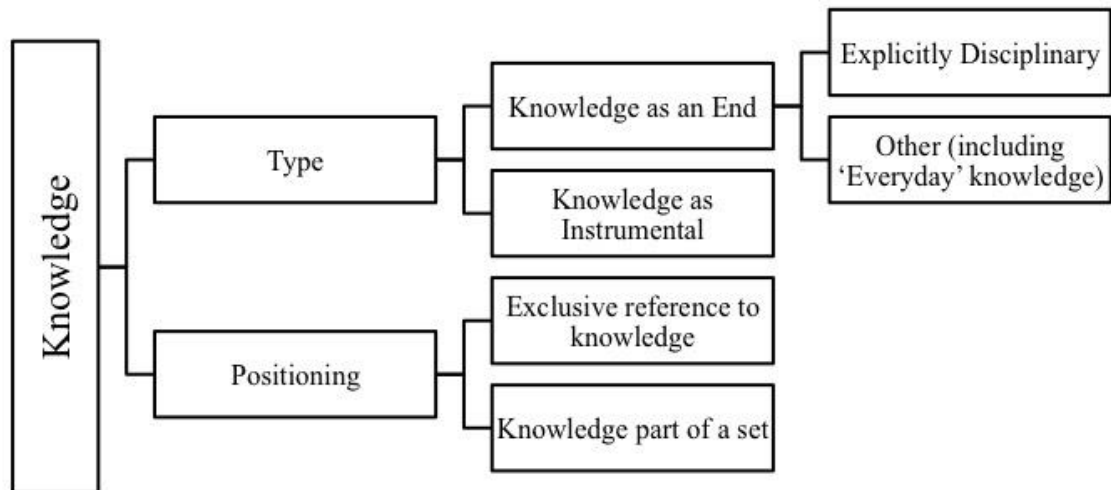 Knowledge
Type
Positioning
Knowledge as an End
Knowledge as
Instrumental
Exclusive reference to
knowledge
Knowledge part of a set
Explicitly Disciplinary
Other (including
‘Everyday’ knowledge)